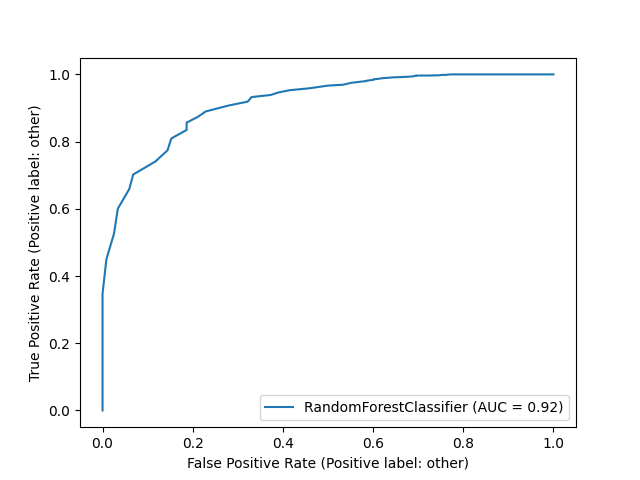 1.0
0.8
0.6
0.4
0.2
0.0
True Positive Rate (Positive label: other)
RandomForestClassifier (AUC = 0.92)
0.0 0.2 0.4 0.6 0.8 1.0
False Positive Rate (Positive label: other)